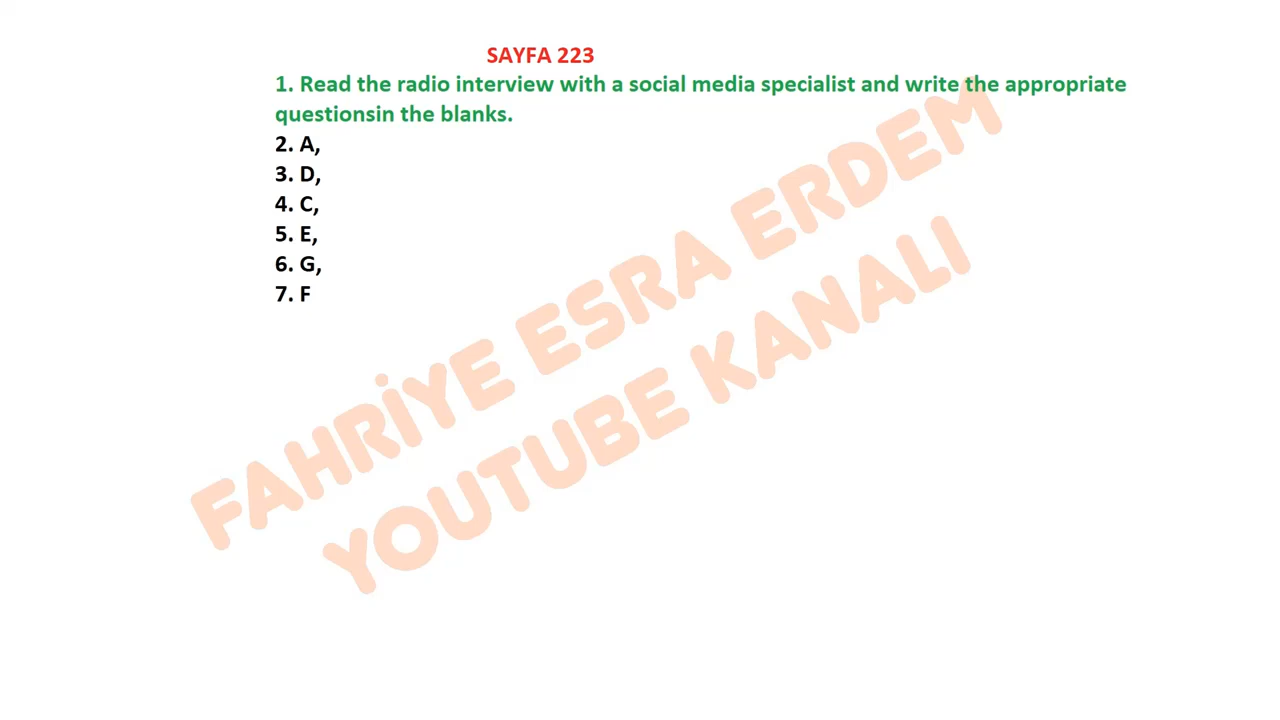 SAYFA 223
1. Read the radio interview with a social media specialist and write the appropriate
questionsin the blanks.
2. A,
3. D,
4. C,
5. E,
6. G,
7. F
FAHRİYE ESRA ERDEM
YOUTUBE KANALI